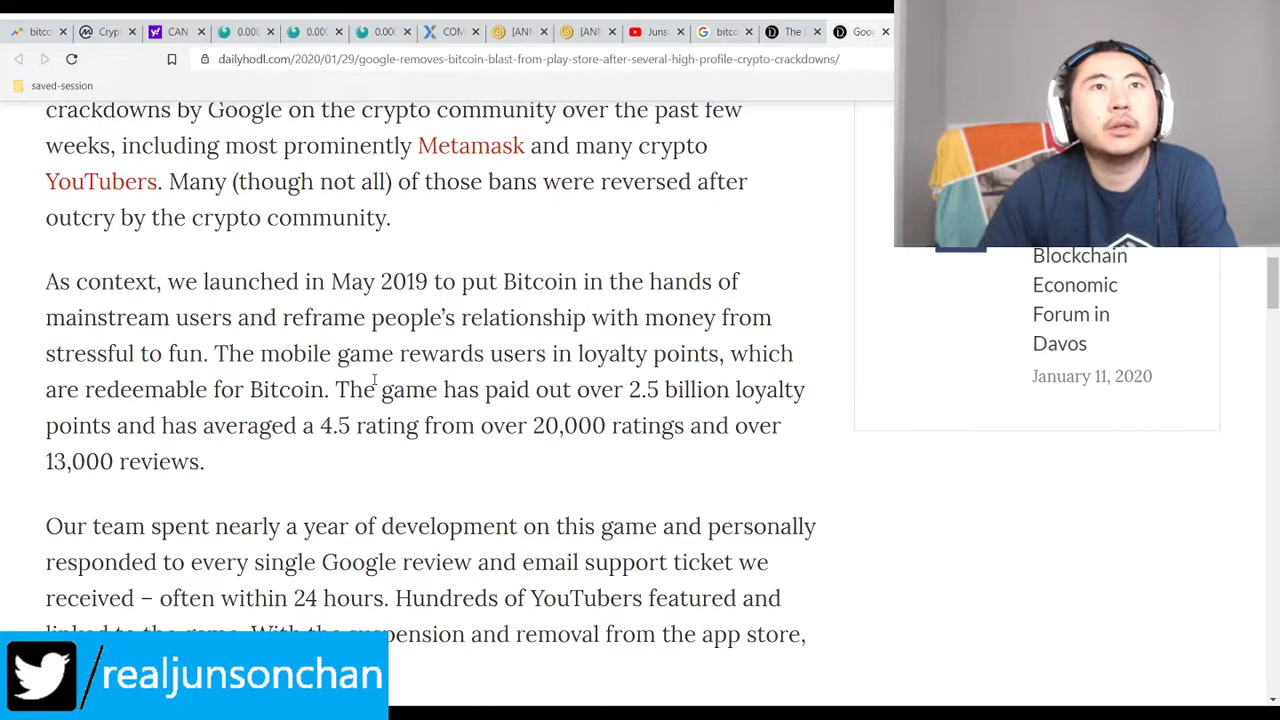 bitco
Cryp
CAN
0.00
0.00
0.00
COM
[ANN
[ANN
Juns
bitco
The
Goo
dailyhodl.com/2020/01/29/google-removes-bitcoin-blast-from-play-store-after-several-high-profile-crypto-crackdowns/
saved-session
crackdowns by Google on the crypto community over the past few
weeks, including most prominently Metamask and many crypto
YouTubers. Many (though not all) of those bans were reversed after
outcry by the crypto community.
As context, we launched in May 2019 to put Bitcoin in the hands of
mainstream users and reframe people's relationship with money from
stressful to fun. The mobile game rewards users in loyalty points, which
are redeemable for Bitcoin. The game has paid out over 2.5 billion loyalty
points and has averaged a 4.5 rating from over 20,000 ratings and over
13,000 reviews.
Our team spent nearly a year of development on this game and personally
responded to every single Google review and email support ticket we
received – often within 24 hours. Hundreds of YouTubers featured and
linked to the game. With the suspension and removal from the app store,
Blockchain
Economic
Forum in
Davos
January 11, 2020
/realjunsonchan